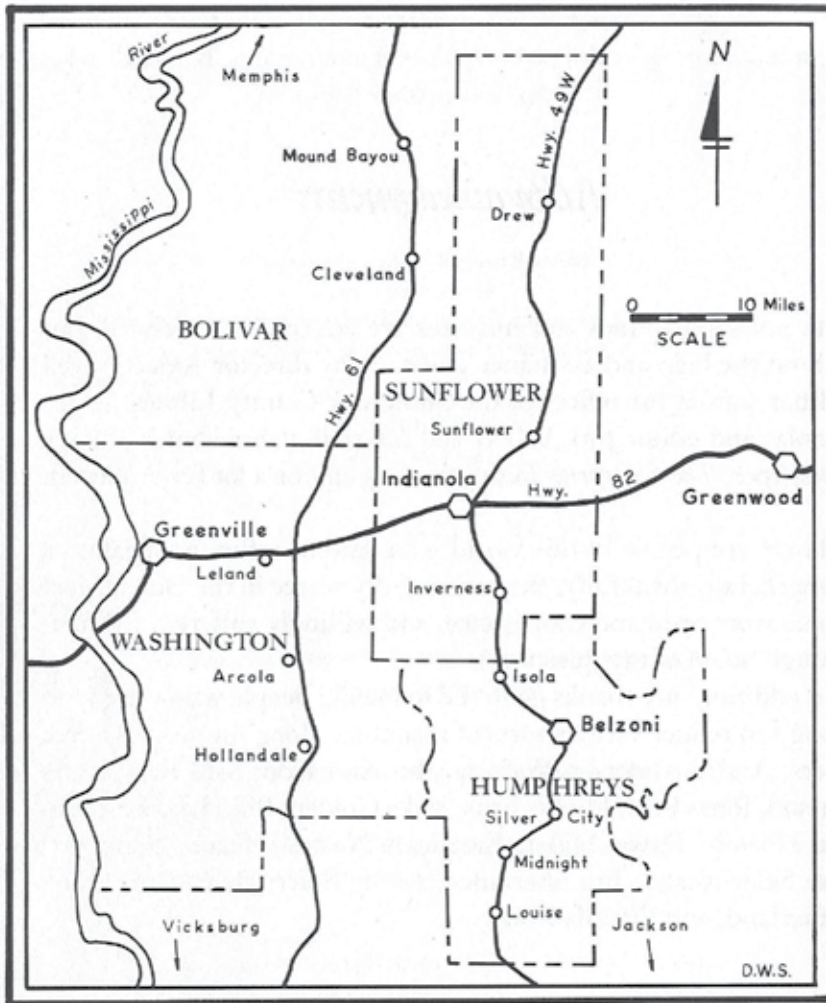 River
Memphis
N
Hwy. 49W
Mound Bayou
Drew
Mississippi
Cleveland
0 10 Miles
SCALE
BOLIVAR
Hwy. 61
SUNFLOWER
Sunflower
Indianola
Hwy. 82
Greenwood
Greenville
Leland
Inverness
WASHINGTON
Arcola
Isola
Belzoni
Hollandale
HUMPHREYS
Silver City
Midnight
Louise
Vicksburg
Jackson
D.W.S.